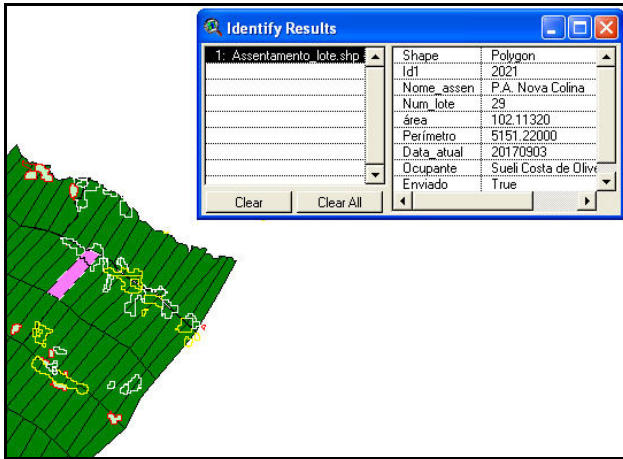 Identify Results
1: Assentamento_lote.shp
Shape Polygon
Id1 2021
Nome_assen P.A. Nova Colina
Num_lote 29
área 102.11320
Perímetro 5151.22000
Data_atual 20170903
Ocupante Sueli Costa de Olive
Enviado True
Clear Clear All